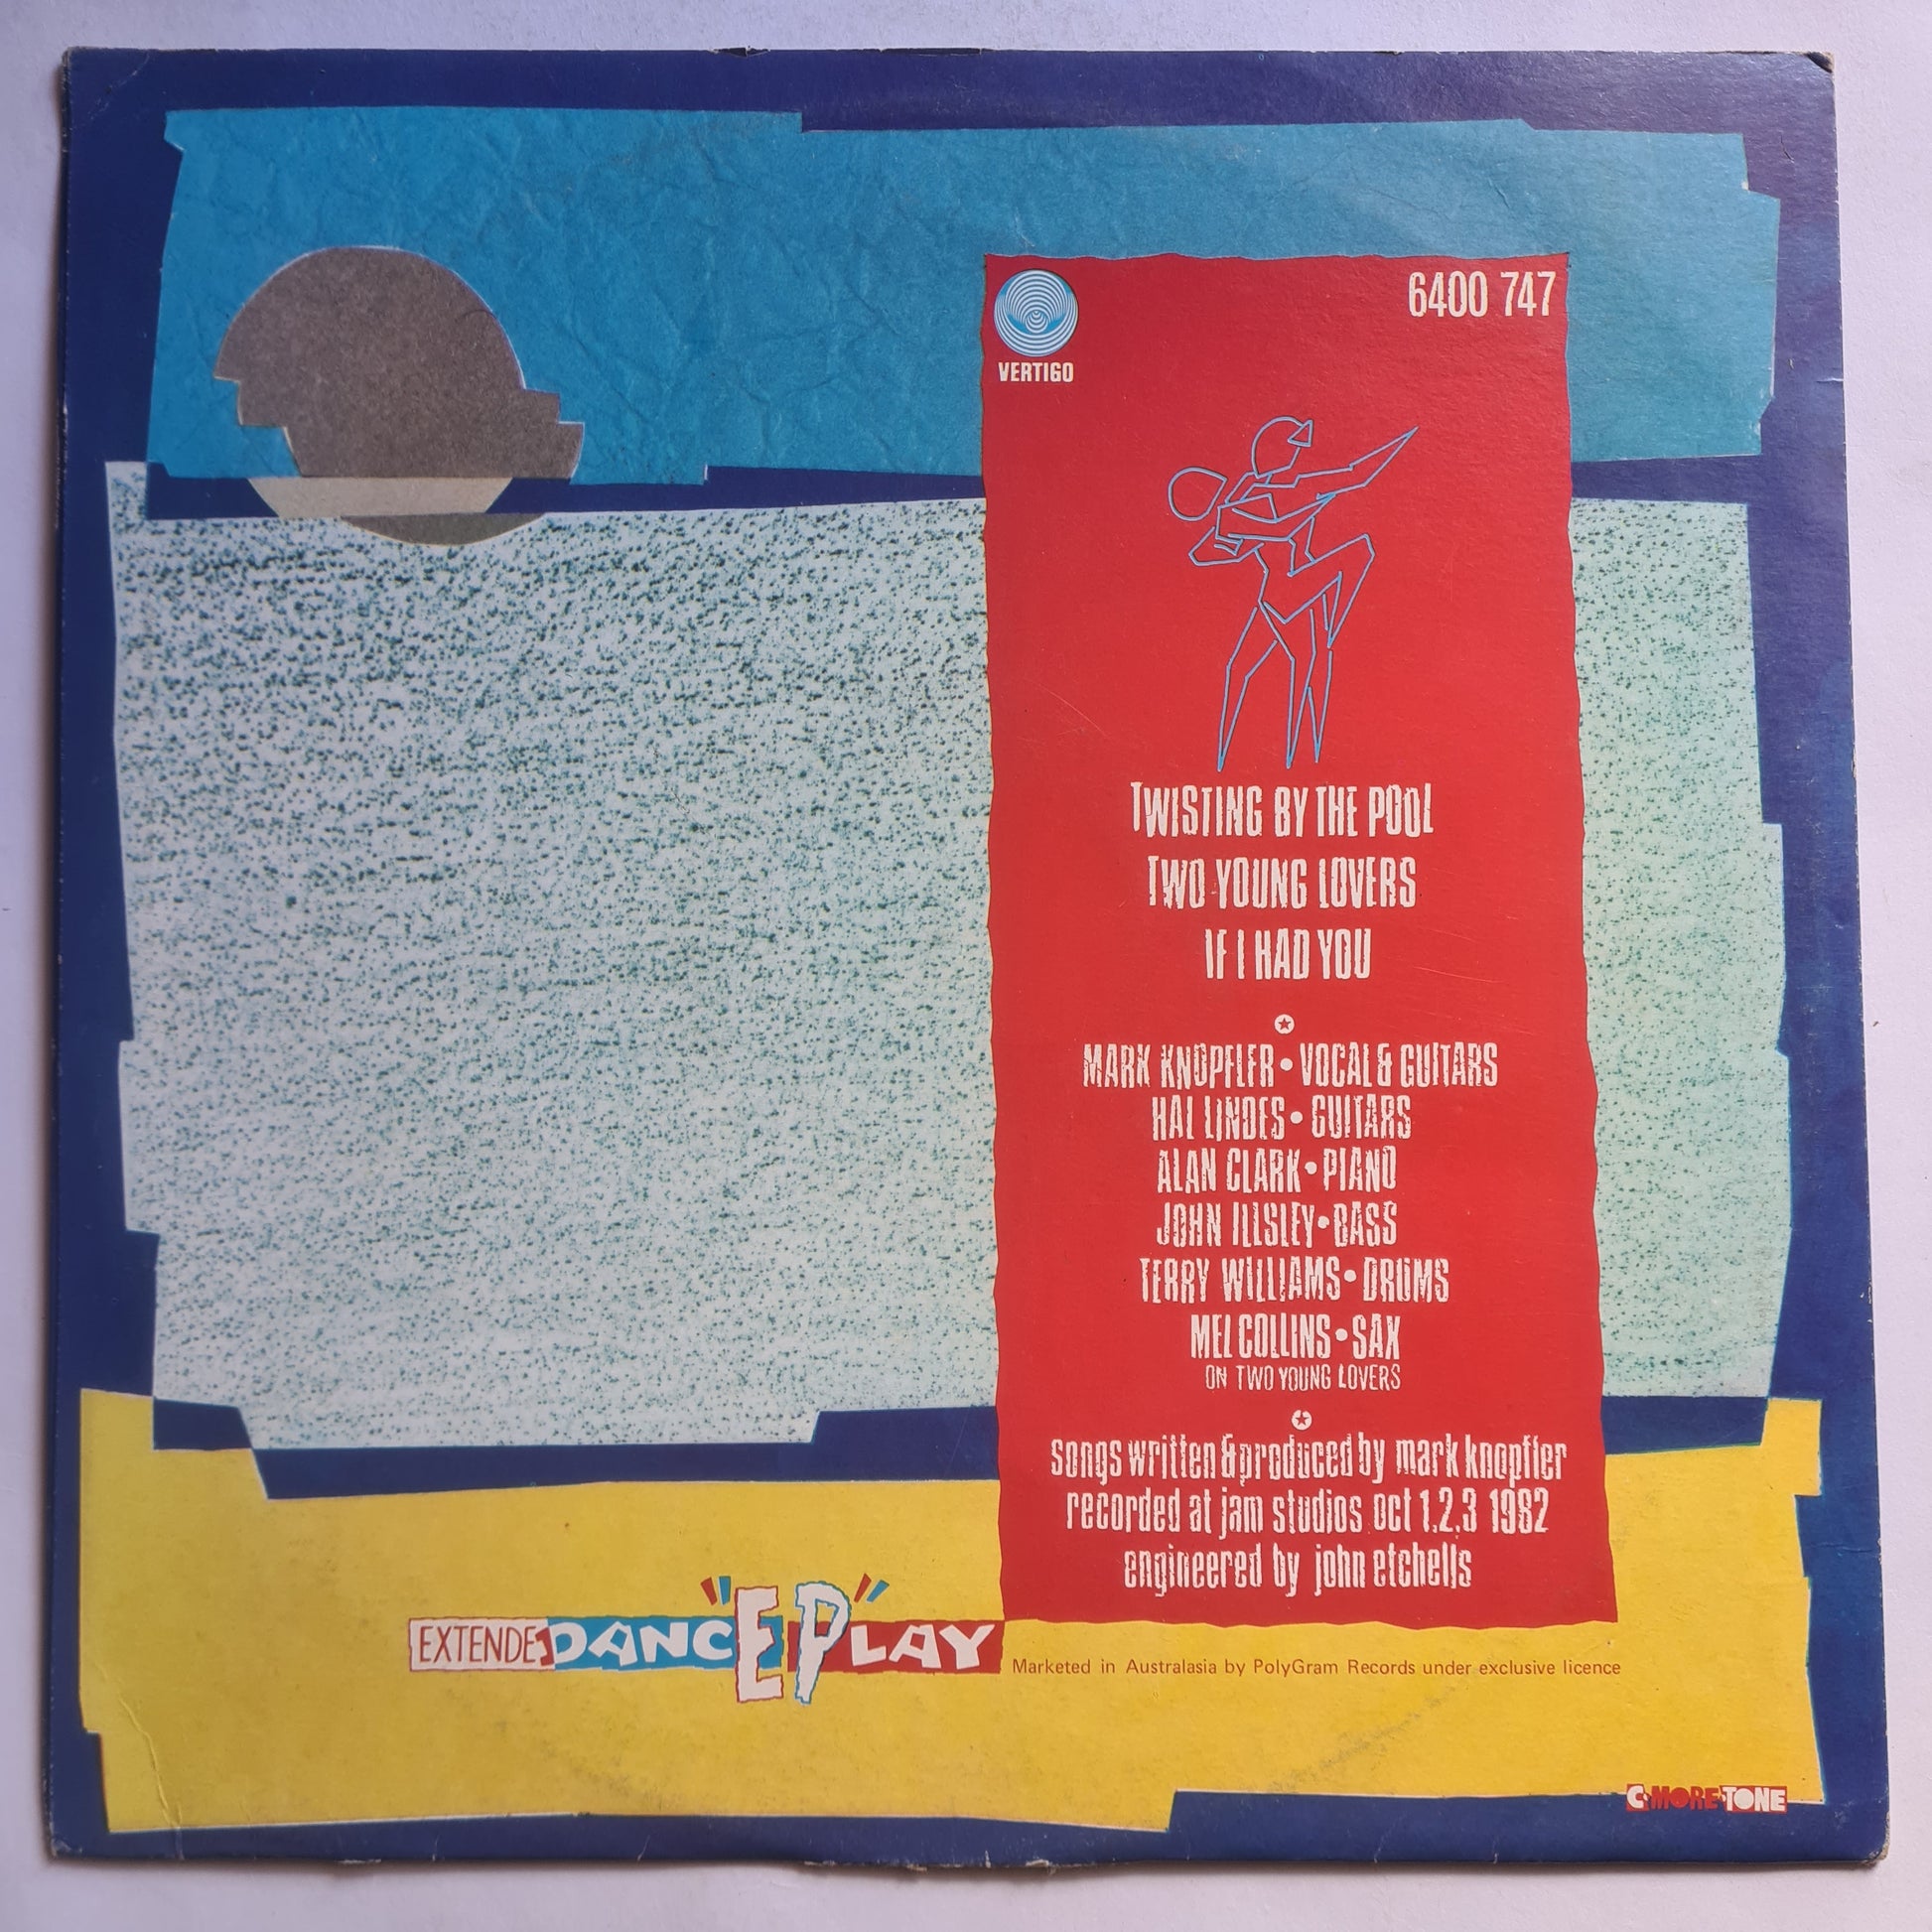 6400 747
VERTIGO
TWISTING BY THE POOL
TWO YOUNG LOVERS
IF I HAD YOU
MARK KNOPFLER • VOCAL & GUITARS
HAL LINDES • GUITARS
ALAN CLARK • PIANO
JOHN ILLSLEY • BASS
TERRY WILLIAMS • DRUMS
MEL COLLINS • SAX
ON TWO YOUNG LOVERS
songs written & produced by mark knopfler
recorded at jam studios oct 1.2.3 1982
engineered by john etchells
EXTENDEDANC"EP"LAY
Marketed in Australasia by PolyGram Records under exclusive licence
C·MORE·TONE